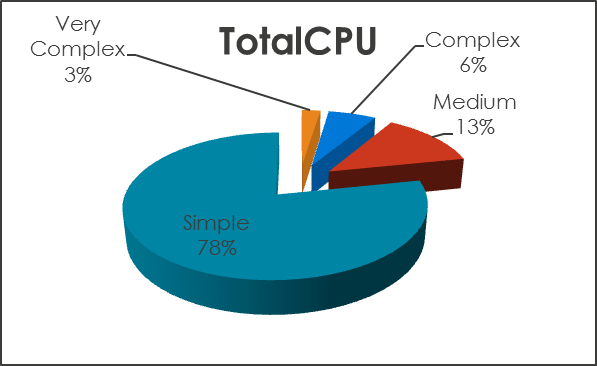 Very
Complex
3%
TotalCPU
Complex
6%
Medium
13%
Simple
78%